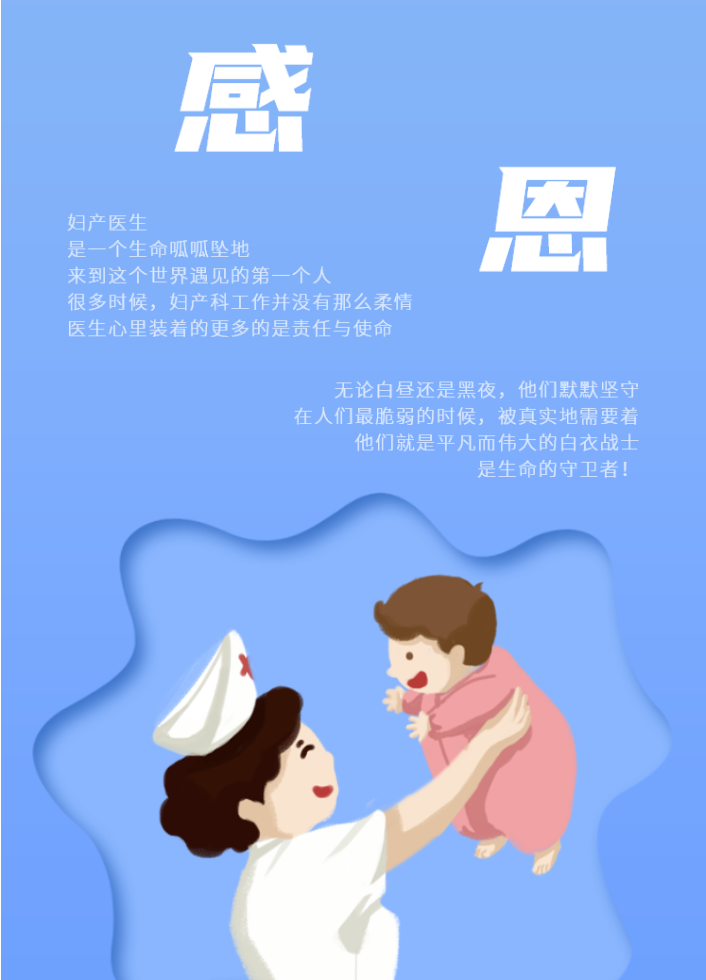 感
恩
妇产医生
是一个生命呱呱坠地
来到这个世界遇见的第一个人
很多时候，妇产科工作并没有那么柔情
医生心里装着的更多的是责任与使命
无论白昼还是黑夜，他们默默坚守
在人们最脆弱的时候，被真实地需要着
他们就是平凡而伟大的白衣战士
是生命的守卫者！